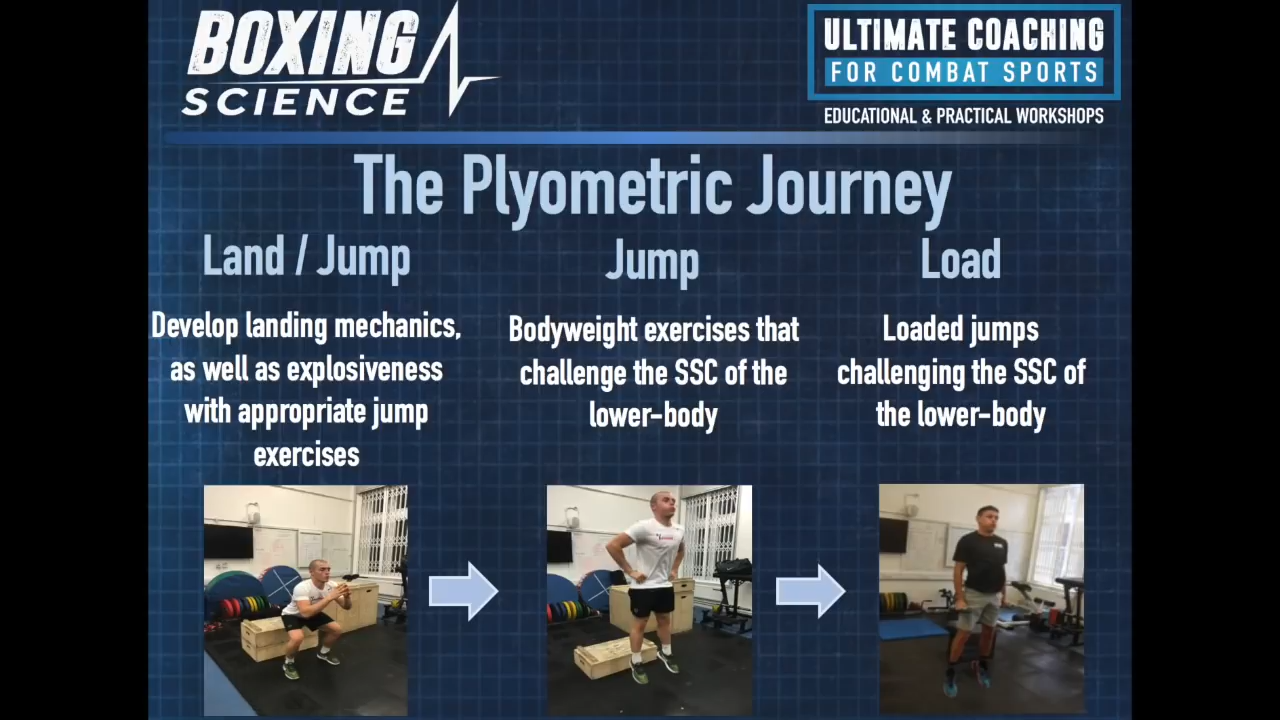 BOXING
SCIENCE
ULTIMATE COACHING
FOR COMBAT SPORTS
EDUCATIONAL & PRACTICAL WORKSHOPS
The Plyometric Journey
Land / Jump
Develop landing mechanics,
as well as explosiveness
with appropriate jump
exercises
Jump
Bodyweight exercises that
challenge the SSC of the
lower-body
Load
Loaded jumps
challenging the SSC of
the lower-body